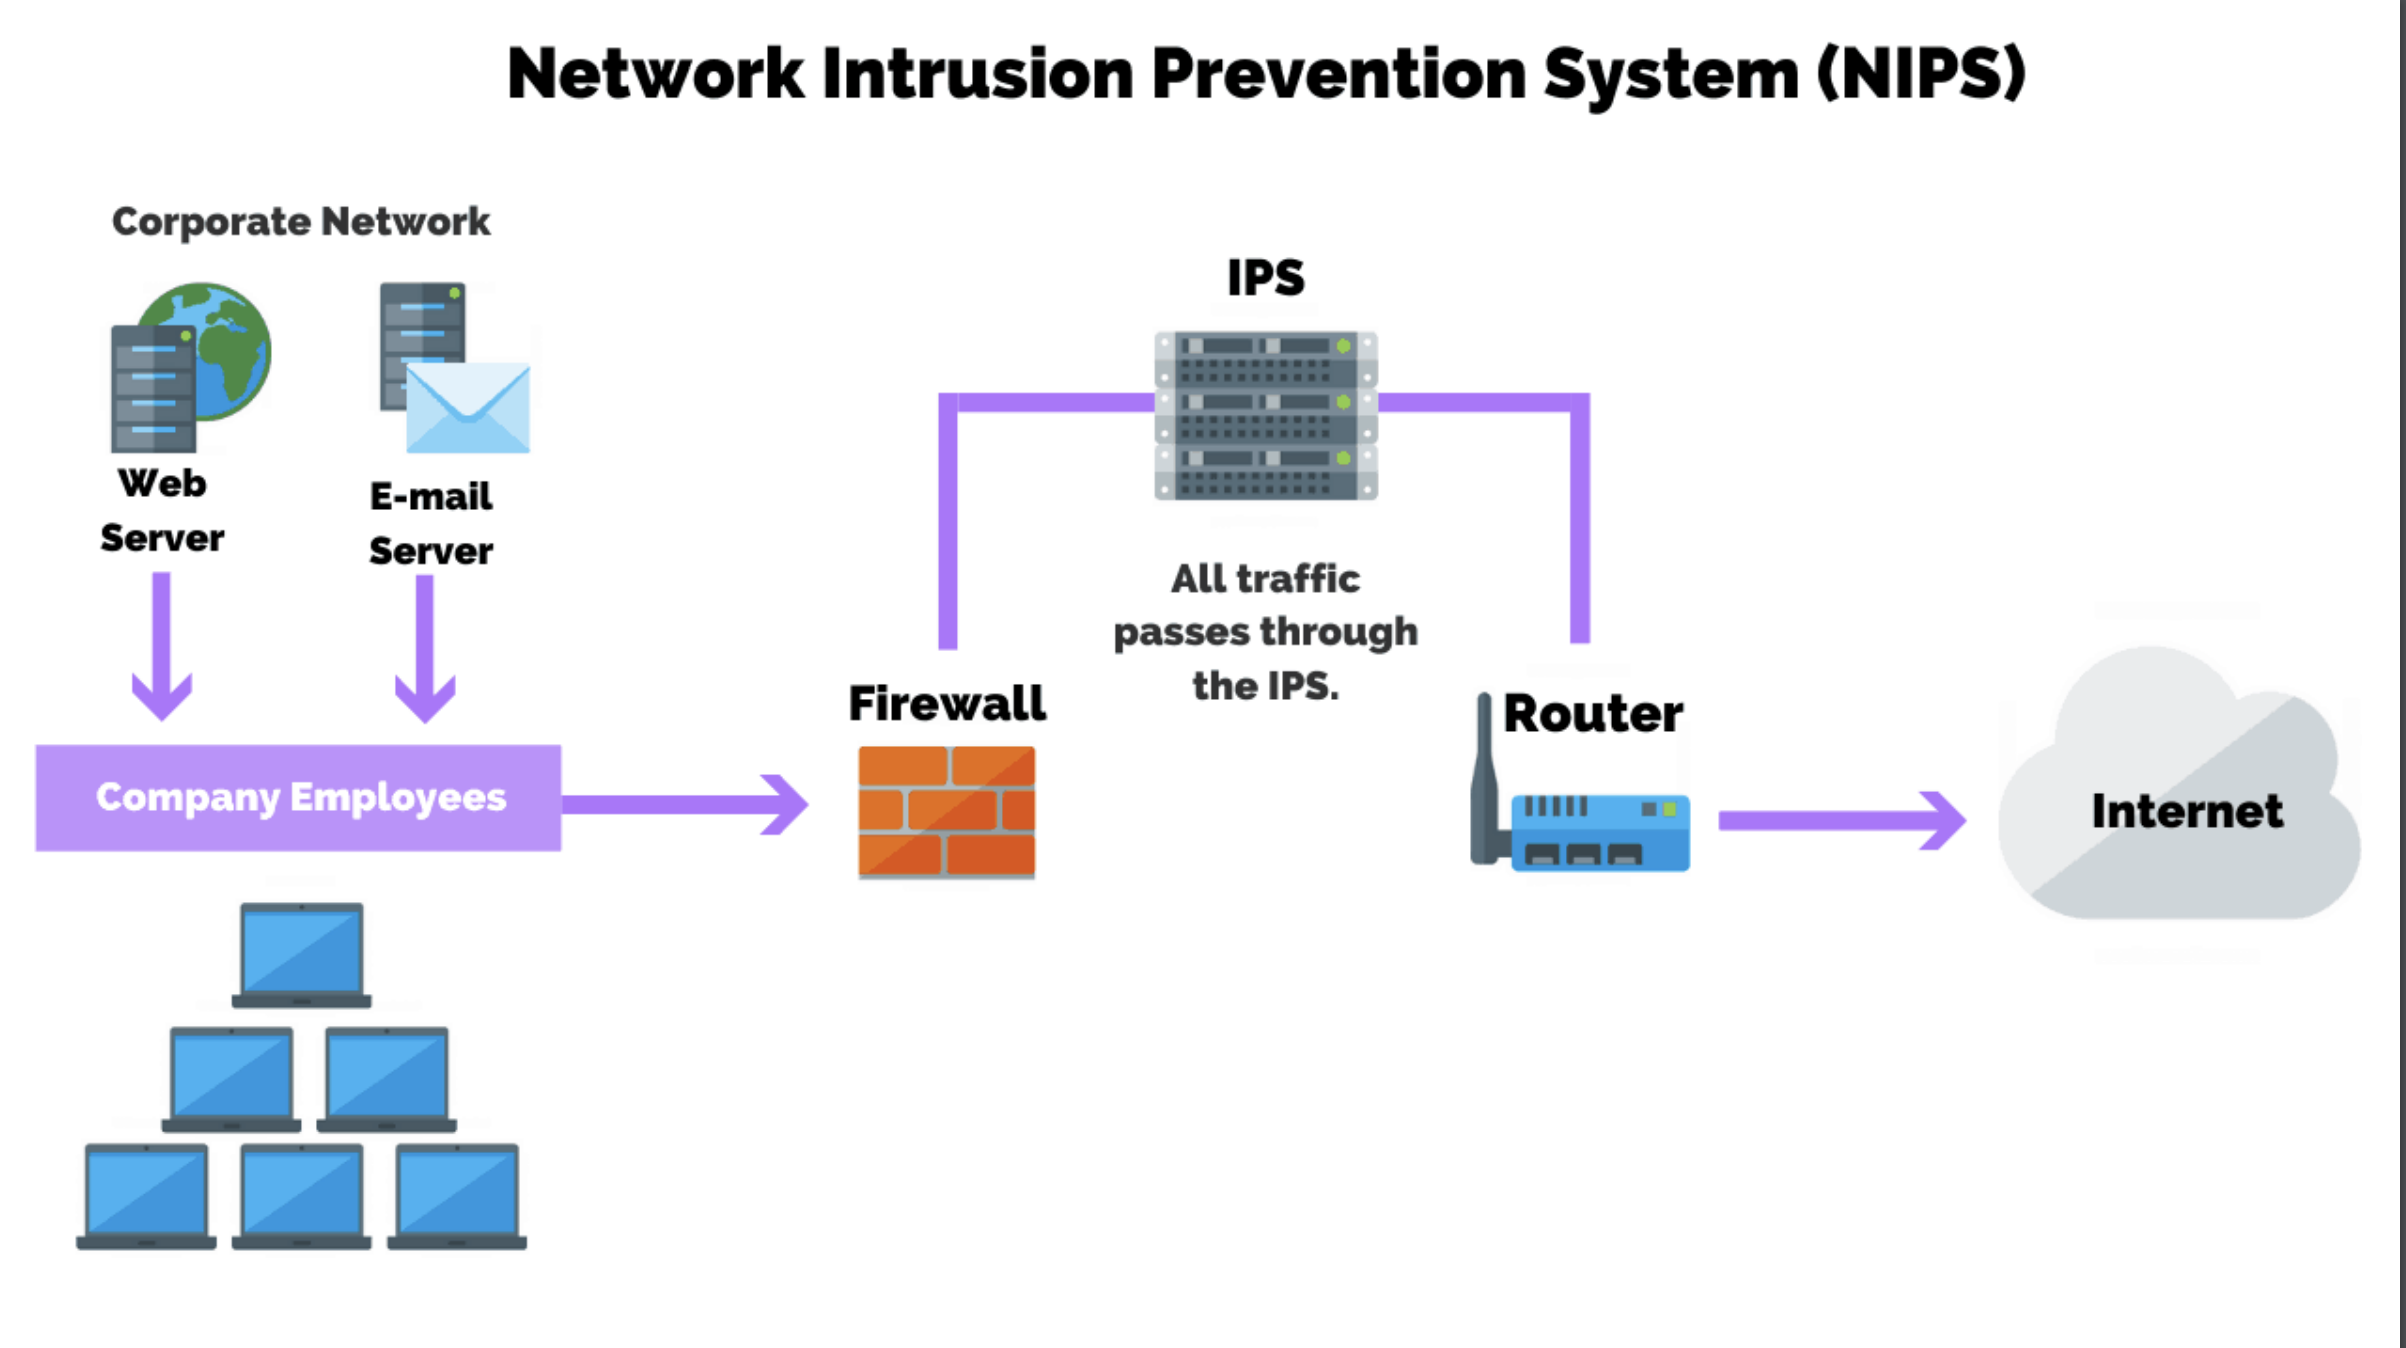 Network Intrusion Prevention System (NIPS)
Corporate Network
Web
Server
E-mail
Server
Company Employees
Firewall
IPS
All traffic
passes through
the IPS.
Router
Internet